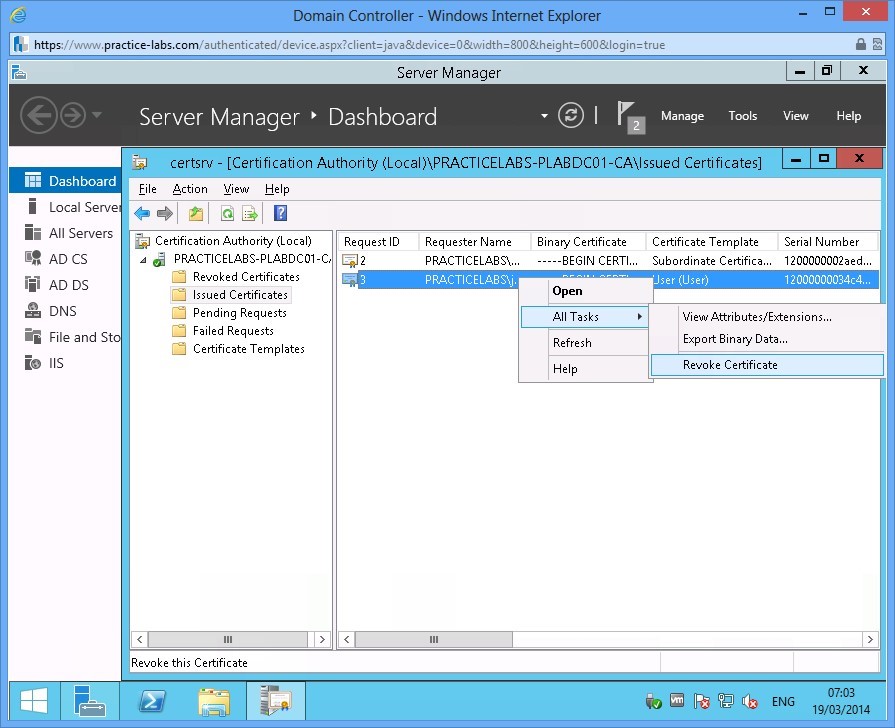 Domain Controller - Windows Internet Explorer
https://www.practice-labs.com/authenticated/device.aspx?client=java&device=0&width=800&height=600&login=true
Server Manager
Server Manager Dashboard
2
Manage Tools View Help
certsrv - [Certification Authority (Local)\PRACTICELABS-PLABDC01-CA\Issued Certificates]
Dashboard
Local Server
All Servers
AD CS
AD DS
DNS
File and Sto
IIS
File Action View Help
Certification Authority (Local)
PRACTICELABS-PLABDC01-CA
Revoked Certificates
Issued Certificates
Pending Requests
Failed Requests
Certificate Templates
Request ID Requester Name Binary Certificate Certificate Template Serial Number
2 PRACTICELABS\... -----BEGIN CERTI... Subordinate Certifica... 1200000002aed...
3 PRACTICELABS\j... -----BEGIN CERTI... User (User) 12000000034c4...
Open
All Tasks
Refresh
Help
View Attributes/Extensions...
Export Binary Data...
Revoke Certificate
Revoke this Certificate
ENG
07:03
19/03/2014